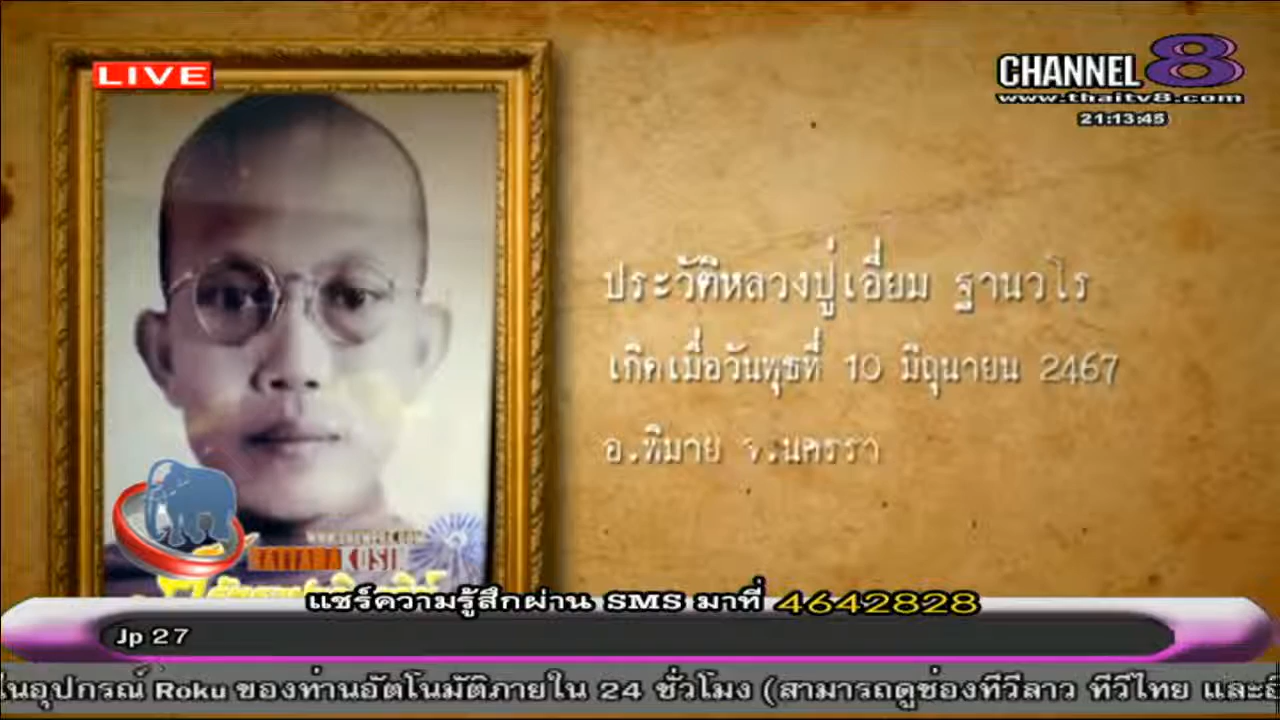 LIVE
CHANNEL 8
www.thaitv8.com
21:13:45
ประวัติหลวงปู่เอี่ยม ฐานวโร
เกิดเมื่อวันพุธที่ 10 มิถุนายน 2467
อ.พิมาย จ.นครรา
RATTANAKOSIN
แชร์ความรู้สึกผ่าน SMS มาที่ 4642828
Jp 27
ในอุปกรณ์ Roku ของท่านอัตโนมัติภายใน 24 ชั่วโมง (สามารถดูช่องทีวีลาว ทีวีไทย และ